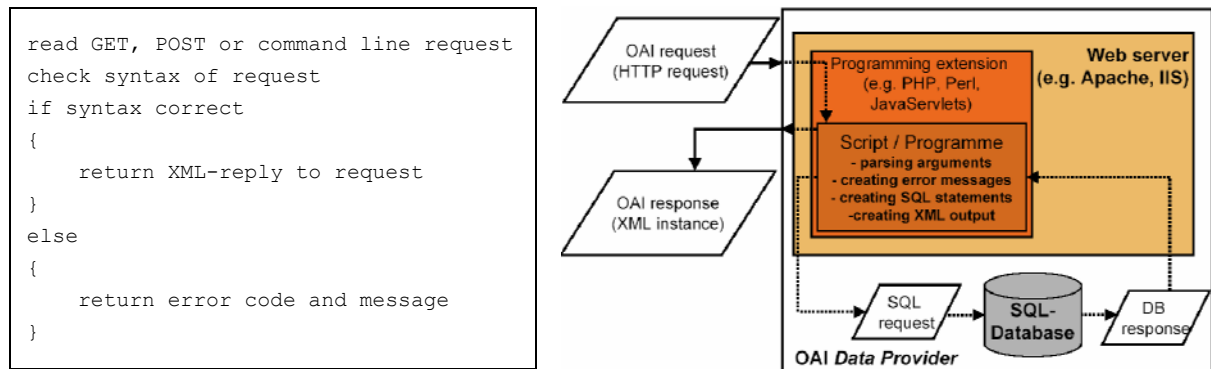 read GET, POST or command line request
check syntax of request
if syntax correct
{
    return XML-reply to request
}
else
{
    return error code and message
}
OAI request
(HTTP request)
OAI response
(XML instance)
Web server
(e.g. Apache, IIS)
Programming extension
(e.g. PHP, Perl,
JavaServlets)
Script / Programme
- parsing arguments
- creating error messages
- creating SQL statements
-creating XML output
SQL
request
SQL-
Database
DB
response
OAI Data Provider